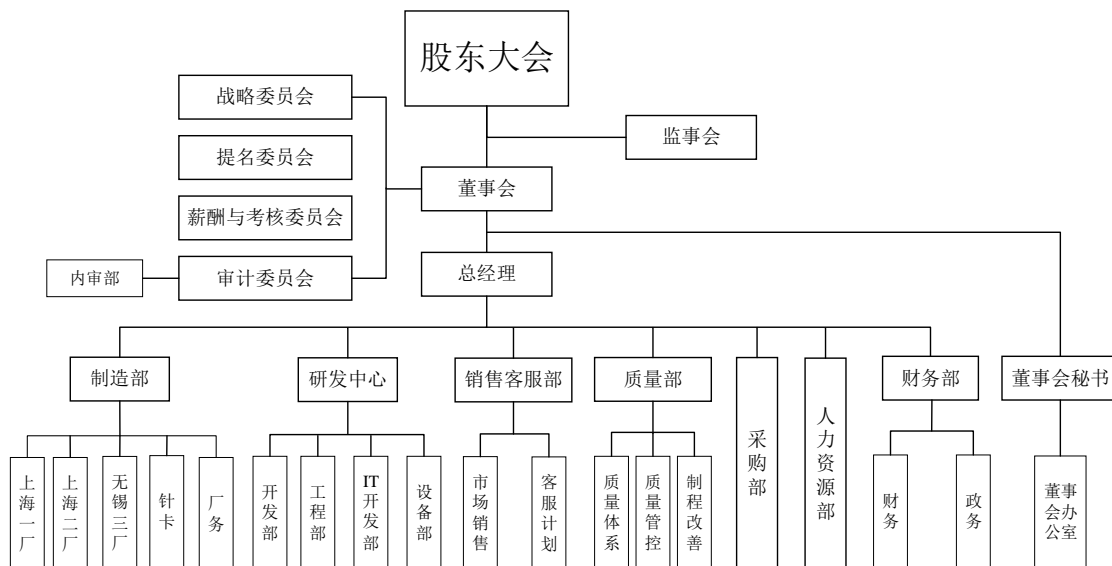 股东大会
战略委员会
监事会
提名委员会
董事会
薪酬与考核委员会
总经理
内审部
审计委员会
制造部
研发中心
销售客服部
质量部
采购部
人力资源部
财务部
董事会秘书
上海一厂
上海二厂
无锡三厂
针卡
厂务
开发部
工程部
IT开发部
设备部
市场销售
客服计划
质量体系
质量管控
制程改善
财务
政务
董事会办公室